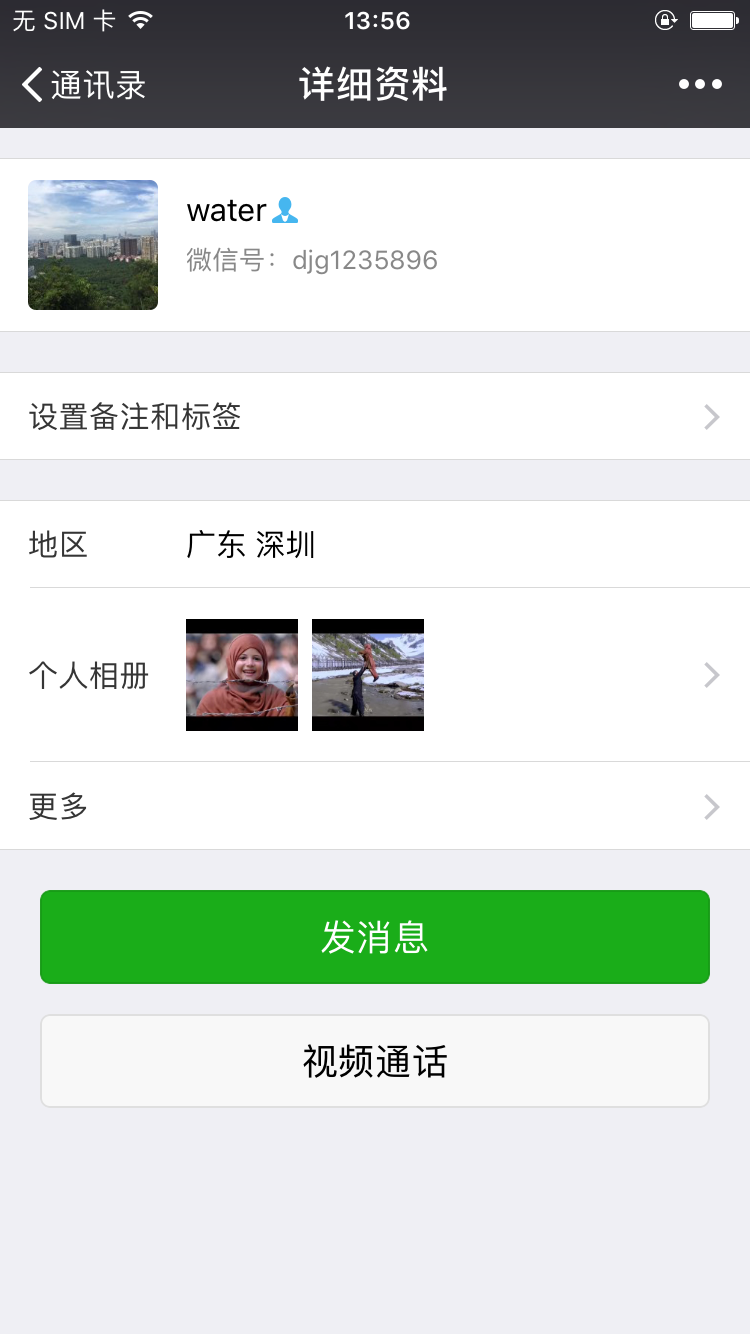 无 SIM 卡
13:56
通讯录
详细资料
water
微信号：djg1235896
设置备注和标签
地区
广东 深圳
个人相册
更多
发消息
视频通话